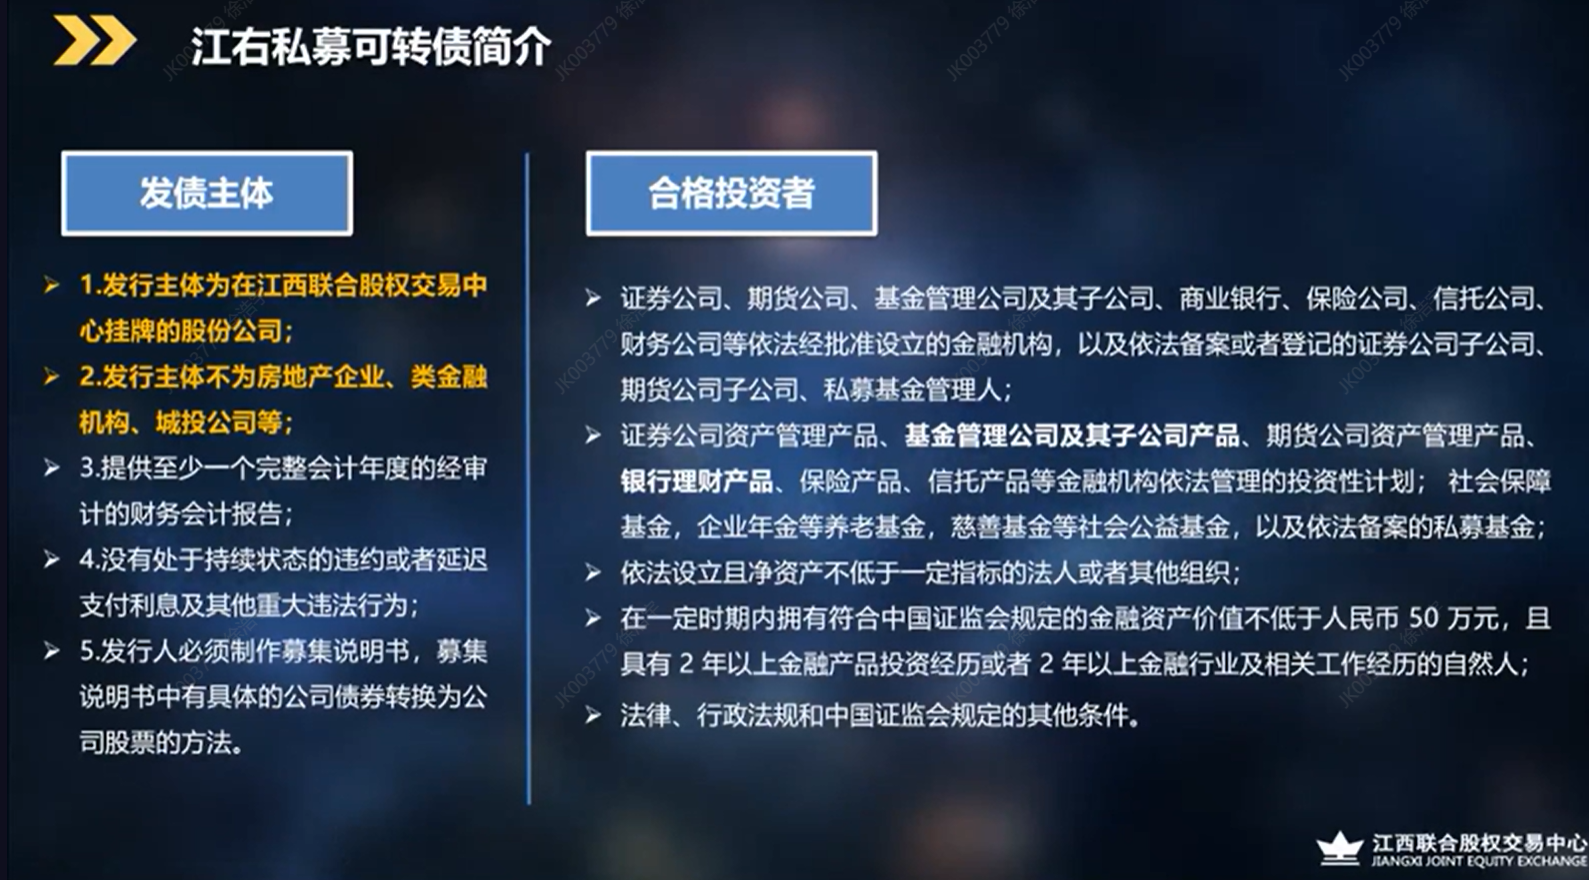 江右私募可转债简介
发债主体
1.发行主体为在江西联合股权交易中
心挂牌的股份公司；
2.发行主体不为房地产企业、类金融
机构、城投公司等；
3.提供至少一个完整会计年度的经审
计的财务会计报告；
4.没有处于持续状态的违约或者延迟
支付利息及其他重大违法行为；
5.发行人必须制作募集说明书，募集
说明书中有具体的公司债券转换为公
司股票的方法。
合格投资者
证券公司、期货公司、基金管理公司及其子公司、商业银行、保险公司、信托公司、
财务公司等依法经批准设立的金融机构，以及依法备案或者登记的证券公司子公司、
期货公司子公司、私募基金管理人；
证券公司资产管理产品、基金管理公司及其子公司产品、期货公司资产管理产品、
银行理财产品、保险产品、信托产品等金融机构依法管理的投资性计划； 社会保障
基金，企业年金等养老基金，慈善基金等社会公益基金，以及依法备案的私募基金；
依法设立且净资产不低于一定指标的法人或者其他组织；
在一定时期内拥有符合中国证监会规定的金融资产价值不低于人民币 50 万元，且
具有 2 年以上金融产品投资经历或者 2 年以上金融行业及相关工作经历的自然人；
法律、行政法规和中国证监会规定的其他条件。
江西联合股权交易中心
JIANGXI JOINT EQUITY EXCHANGE
JK003779
JK003779
JK003779
JK003779